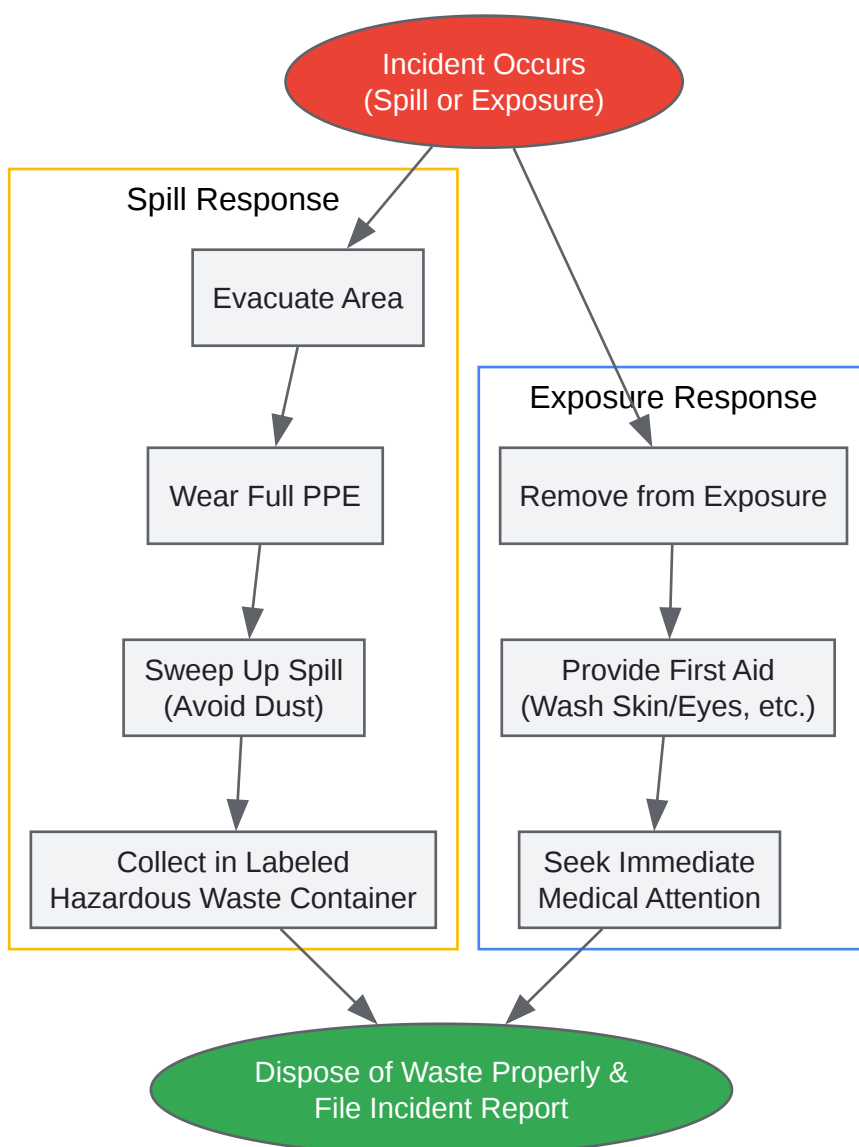 Incident Occurs
(Spill or Exposure)
Spill Response
Evacuate Area
Wear Full PPE
Sweep Up Spill
(Avoid Dust)
Collect in Labeled
Hazardous Waste Container
Exposure Response
Remove from Exposure
Provide First Aid
(Wash Skin/Eyes, etc.)
Seek Immediate
Medical Attention
Dispose of Waste Properly &
File Incident Report